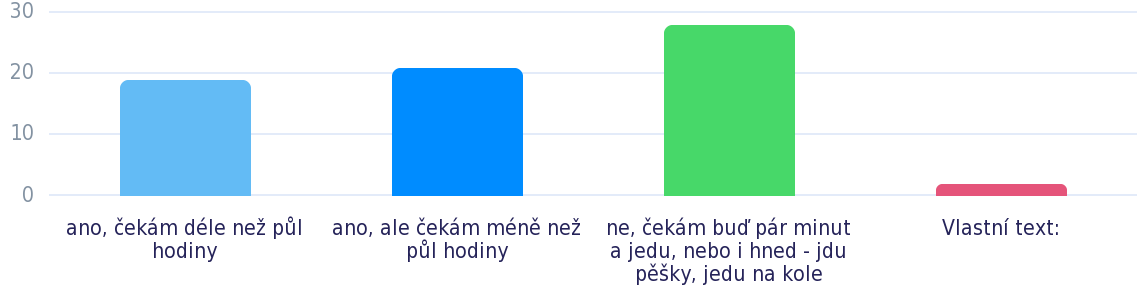 30
20
10
0
ano, čekám déle než půl
hodiny
ano, ale čekám méně než
půl hodiny
ne, čekám buď pár minut
a jedu, nebo i hned - jdu
pěšky, jedu na kole
Vlastní text: